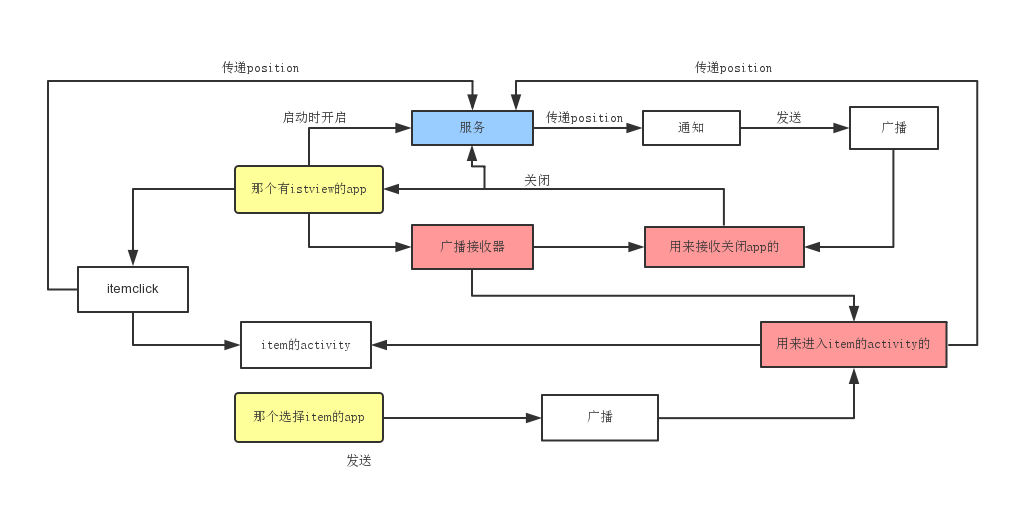 传递position
传递position
启动时开启
服务
传递position
通知
发送
广播
那个有istview的app
关闭
广播接收器
用来接收关闭app的
itemclick
item的activity
用来进入item的activity的
那个选择item的app
广播
发送